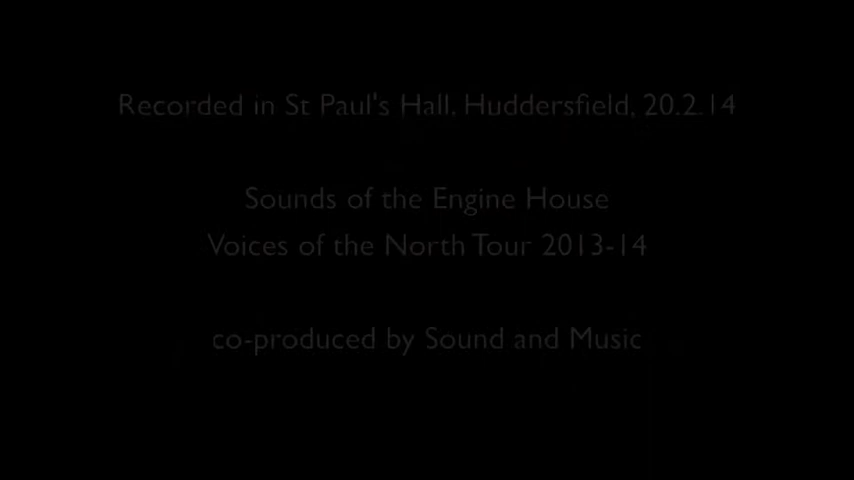 Recorded in St Paul's Hall, Huddersfield, 20.2.14
Sounds of the Engine House
Voices of the North Tour 2013-14
co-produced by Sound and Music